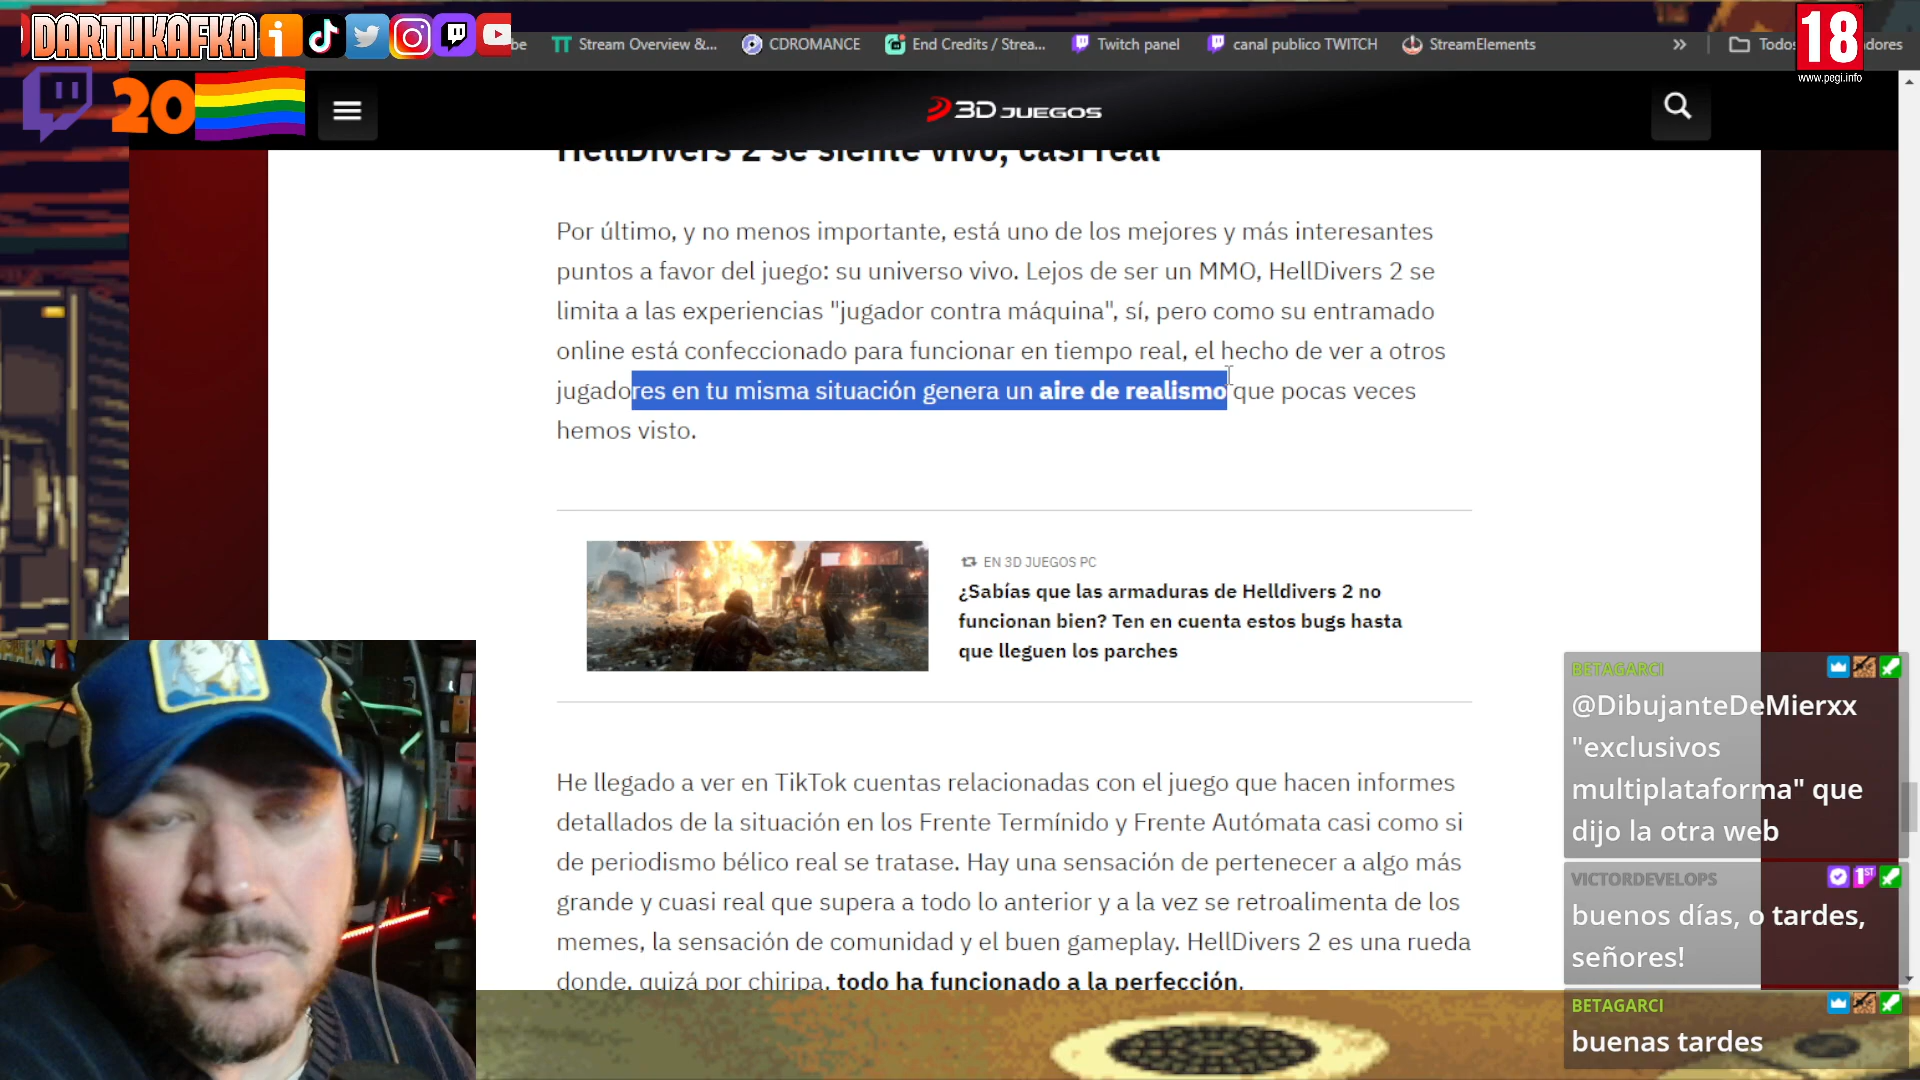 DARTHKAFKA
be
Stream Overview &...
CDROMANCE
End Credits / Strea...
Twitch panel
canal publico TWITCH
StreamElements
»
Todos
adores
18
www.pegi.info
20
3D JUEGOS
HellDivers 2 se siente vivo, casi real
Por último, y no menos importante, está uno de los mejores y más interesantes
puntos a favor del juego: su universo vivo. Lejos de ser un MMO, HellDivers 2 se
limita a las experiencias "jugador contra máquina", sí, pero como su entramado
online está confeccionado para funcionar en tiempo real, el hecho de ver a otros
jugadores en tu misma situación genera un aire de realismo que pocas veces
hemos visto.
EN 3D JUEGOS PC
¿Sabías que las armaduras de Helldivers 2 no
funcionan bien? Ten en cuenta estos bugs hasta
que lleguen los parches
He llegado a ver en TikTok cuentas relacionadas con el juego que hacen informes
detallados de la situación en los Frente Termínido y Frente Autómata casi como si
de periodismo bélico real se tratase. Hay una sensación de pertenecer a algo más
grande y cuasi real que supera a todo lo anterior y a la vez se retroalimenta de los
memes, la sensación de comunidad y el buen gameplay. HellDivers 2 es una rueda
donde, quizá por chiripa, todo ha funcionado a la perfección.
BETAGARCI
@DibujanteDeMierxx
"exclusivos
multiplataforma" que
dijo la otra web
VICTORDEVELOPS
1ST
buenos días, o tardes,
señores!
BETAGARCI
buenas tardes